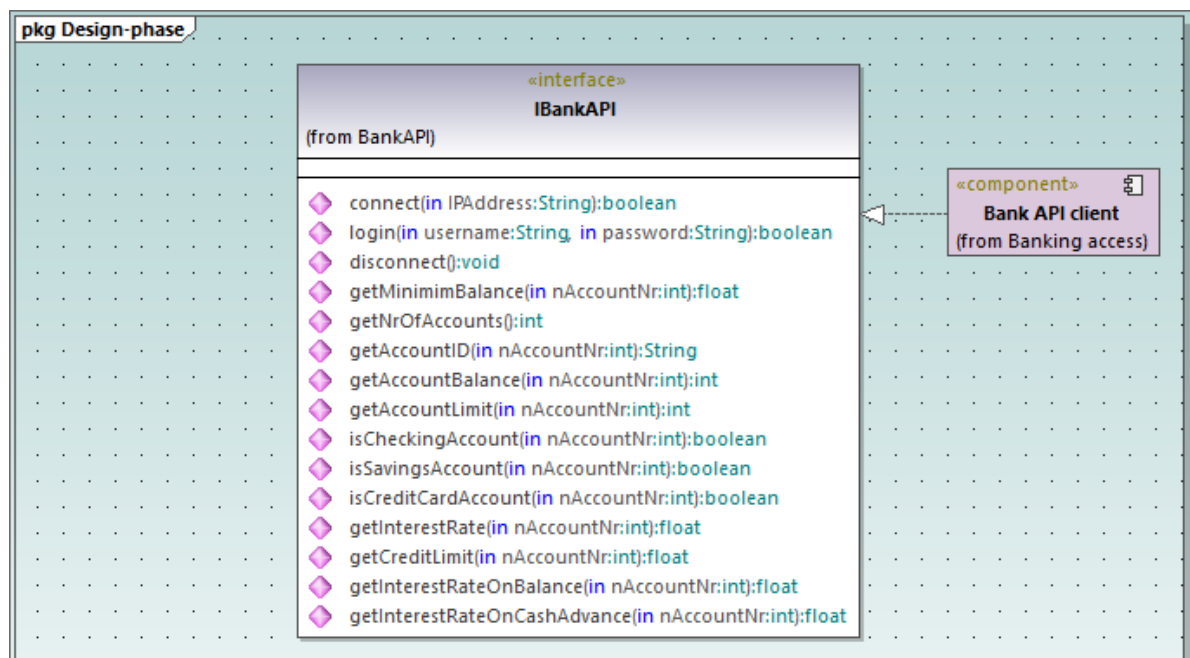 pkg Design-phase
«interface»
IBankAPI
(from BankAPI)
connect(in IPAddress:String):boolean
login(in username:String, in password:String):boolean
disconnect():void
getMinimimBalance(in nAccountNr:int):float
getNrOfAccounts():int
getAccountID(in nAccountNr:int):String
getAccountBalance(in nAccountNr:int):int
getAccountLimit(in nAccountNr:int):int
isCheckingAccount(in nAccountNr:int):boolean
isSavingsAccount(in nAccountNr:int):boolean
isCreditCardAccount(in nAccountNr:int):boolean
getInterestRate(in nAccountNr:int):float
getCreditLimit(in nAccountNr:int):float
getInterestRateOnBalance(in nAccountNr:int):float
getInterestRateOnCashAdvance(in nAccountNr:int):float
«component»
Bank API client
(from Banking access)